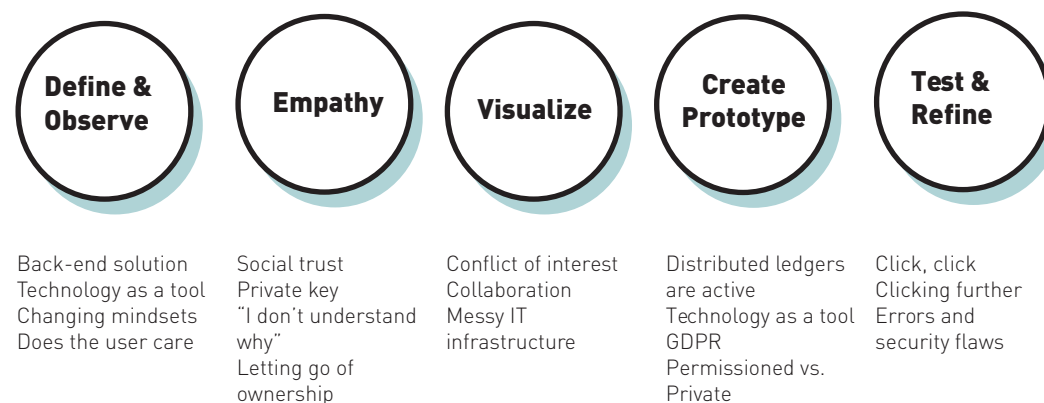 Define &
Observe
Empathy
Visualize
Create
Prototype
Test &
Refine
Back-end solution
Technology as a tool
Changing mindsets
Does the user care
Social trust
Private key
"I don't understand
why"
Letting go of
ownership
Conflict of interest
Collaboration
Messy IT
infrastructure
Distributed ledgers
are active
Technology as a tool
GDPR
Permissioned vs.
Private
Click, click
Clicking further
Errors and
security flaws